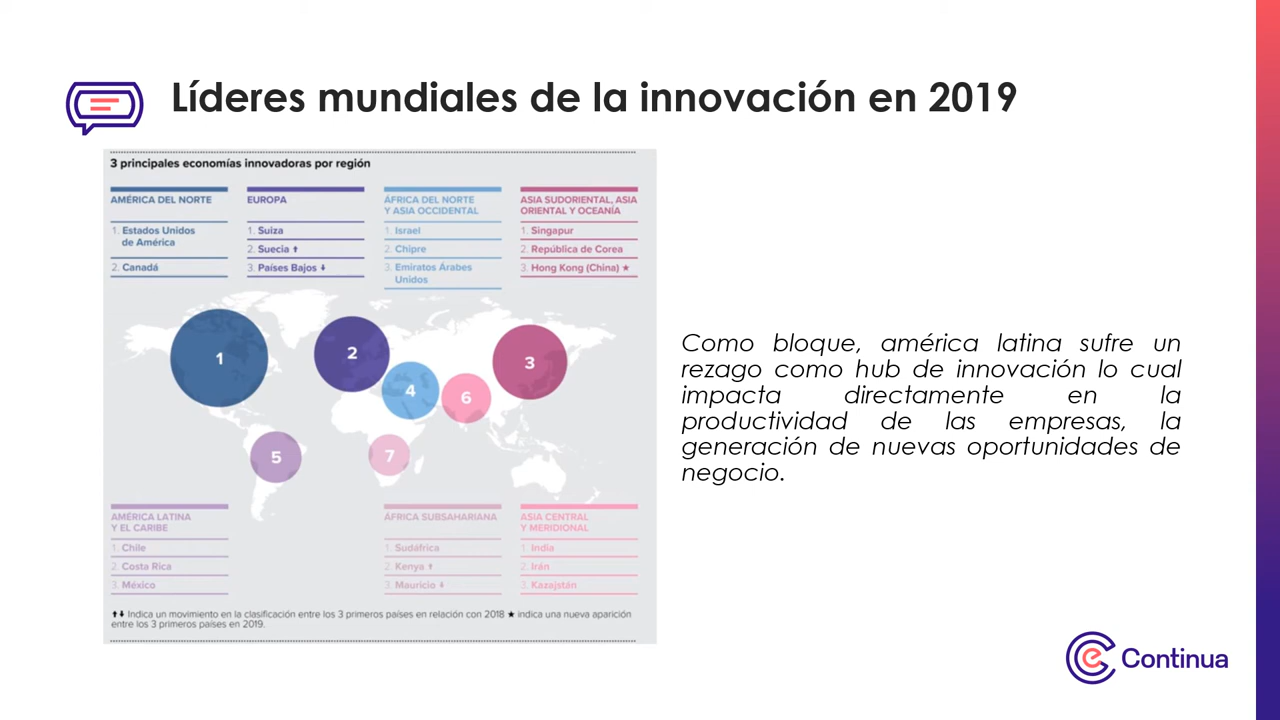 Líderes mundiales de la innovación en 2019
3 principales economías innovadoras por región
AMÉRICA DEL NORTE
1. Estados Unidos
de América
2. Canadá
EUROPA
1. Suiza
2. Suecia ⬆
3. Países Bajos ⬇
ÁFRICA DEL NORTE
Y ASIA OCCIDENTAL
1. Israel
2. Chipre
3. Emiratos Árabes
Unidos
ASIA SUDORIENTAL, ASIA
ORIENTAL Y OCEANÍA
1. Singapur
2. República de Corea
3. Hong Kong (China) ★
1
2
3
4
6
5
7
AMÉRICA LATINA
Y EL CARIBE
1. Chile
2. Costa Rica
3. México
ÁFRICA SUBSAHARIANA
1. Sudáfrica
2. Kenya ⬆
3. Mauricio ⬇
ASIA CENTRAL
Y MERIDIONAL
1. India
2. Irán
3. Kazajstán
⬆⬇ Indica un movimiento en la clasificación entre los 3 primeros países en relación con 2018 ★ indica una nueva aparición
entre los 3 primeros países en 2019.
Como bloque, américa latina sufre un
rezago como hub de innovación lo cual
impacta directamente en la
productividad de las empresas, la
generación de nuevas oportunidades de
negocio.
Continua